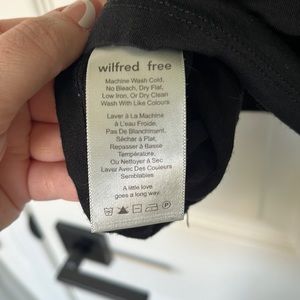 wilfred free
Machine Wash Cold,
No Bleach, Dry Flat,
Low Iron, Or Dry Clean
Wash With Like Colours
Laver À La Machine
à L'eau Froide,
Pas De Blanchiment,
Sécher à Plat,
Repasser à Basse
Température,
Ou Nettoyer à Sec
Laver Avec Des Couleurs
Semblables
A little love
goes a long way.